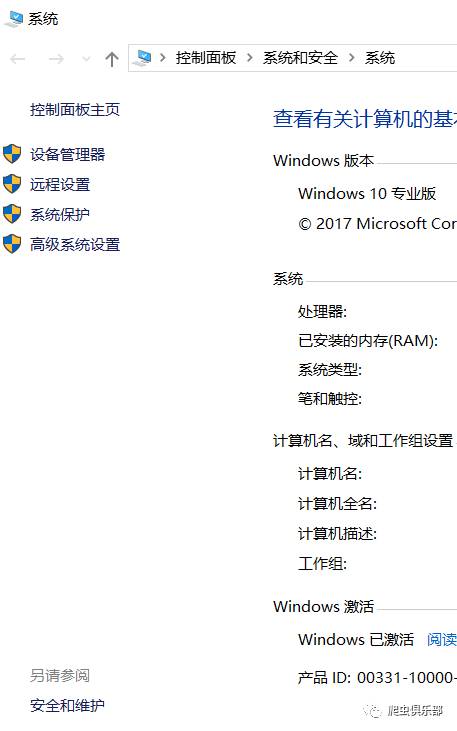 系统
控制面板 > 系统和安全 > 系统
控制面板主页
设备管理器
远程设置
系统保护
高级系统设置
另请参阅
安全和维护
查看有关计算机的基本
Windows 版本
Windows 10 专业版
© 2017 Microsoft Cor
系统
处理器:
已安装的内存(RAM):
系统类型:
笔和触控:
计算机名、域和工作组设置
计算机名:
计算机全名:
计算机描述:
工作组:
Windows 激活
Windows 已激活 阅读
产品 ID: 00331-10000-
爬虫俱乐部